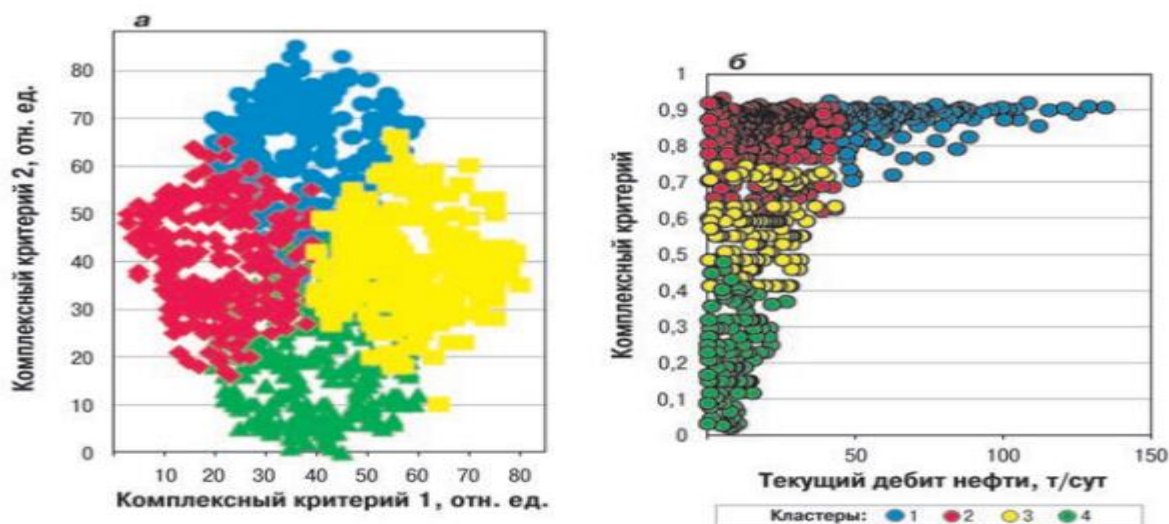 а
Комплексный критерий 2, отн. ед.
80
70
60
50
40
30
20
10
0
10 20 30 40 50 60 70 80
Комплексный критерий 1, отн. ед.
б
Комплексный критерий
1
0,9
0,8
0,7
0,6
0,5
0,4
0,3
0,2
0,1
0
50 100 150
Текущий дебит нефти, т/сут
Кластеры: 1 2 3 4